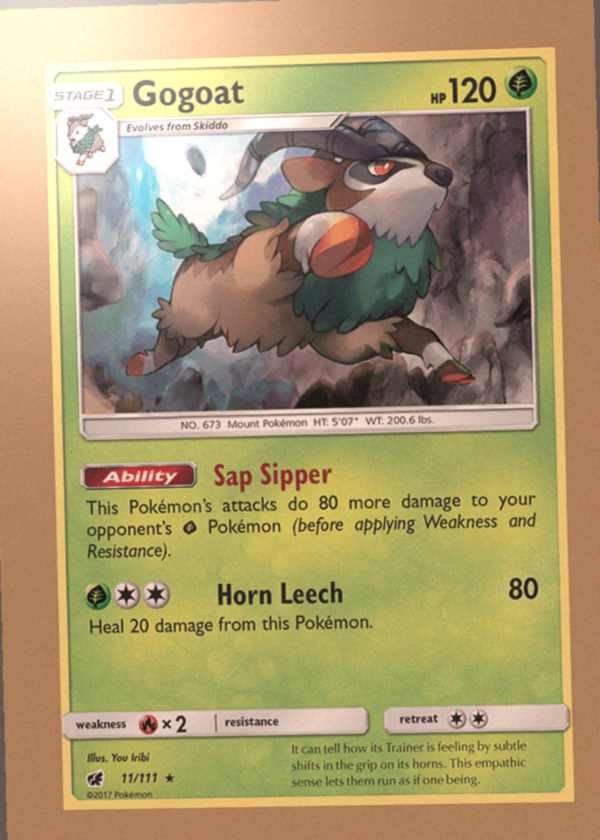 STAGE1 Gogoat HP 120
Evolves from Skiddo
NO. 673 Mount Pokémon HT: 5'07" WT: 200.6 lbs.
Ability Sap Sipper
This Pokémon's attacks do 80 more damage to your
opponent's Pokémon (before applying Weakness and
Resistance).
Horn Leech 80
Heal 20 damage from this Pokémon.
weakness ×2 resistance retreat
Illus. You Iribi
11/111 ★
©2017 Pokémon
It can tell how its Trainer is feeling by subtle
shifts in the grip on its horns. This empathic
sense lets them run as if one being.